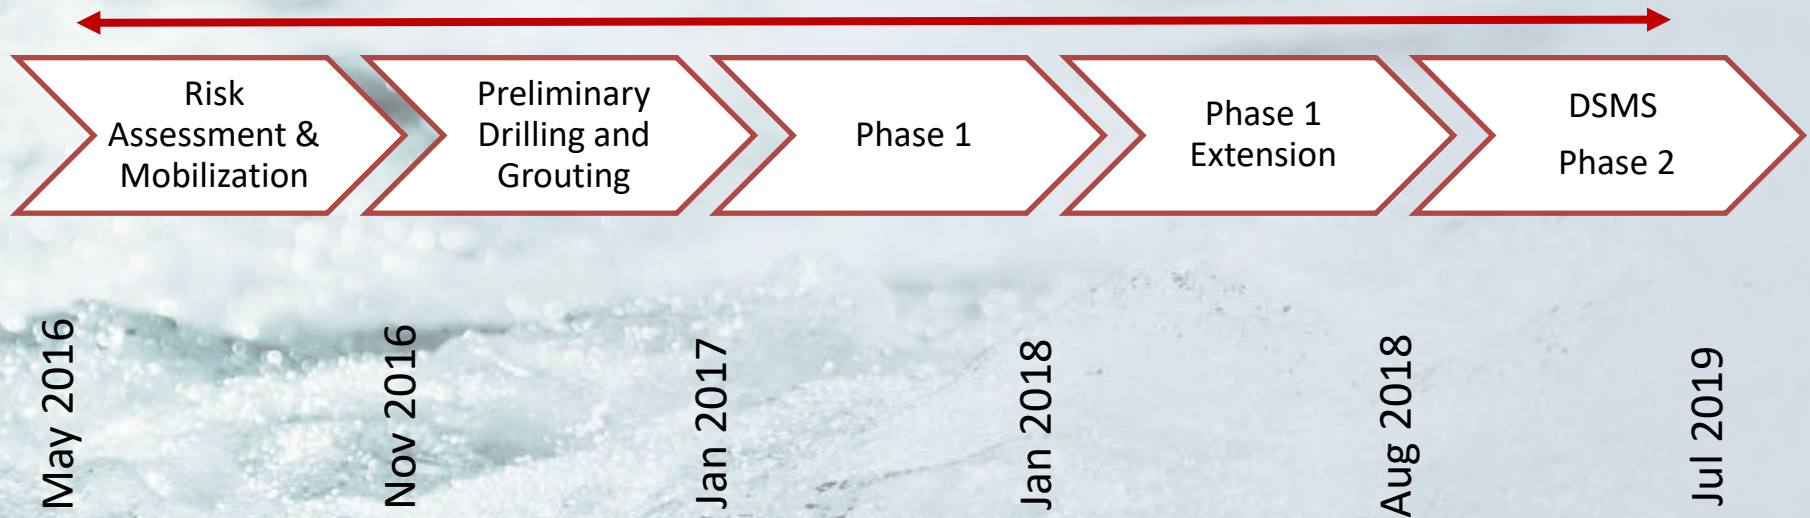 Risk
Assessment &
Mobilization
Preliminary
Drilling and
Grouting
Phase 1
Phase 1
Extension
DSMS
Phase 2
May 2016
Nov 2016
Jan 2017
Jan 2018
Aug 2018
Jul 2019